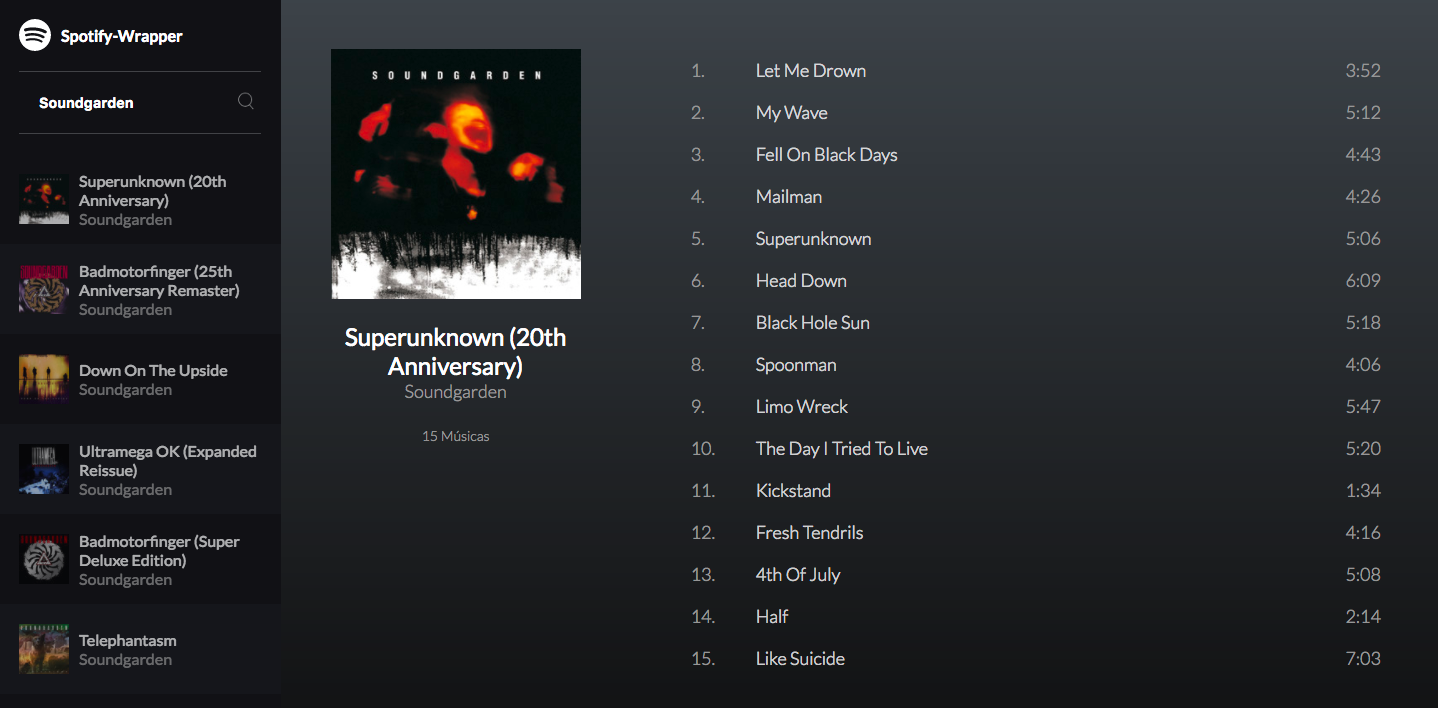 Spotify-Wrapper
Soundgarden
Superunknown (20th
Anniversary)
Soundgarden
Badmotorfinger (25th
Anniversary Remaster)
Soundgarden
Down On The Upside
Soundgarden
Ultramega OK (Expanded
Reissue)
Soundgarden
Badmotorfinger (Super
Deluxe Edition)
Soundgarden
Telephantasm
Soundgarden
SOUNDGARDEN
Superunknown (20th
Anniversary)
Soundgarden
15 Músicas
1. Let Me Drown 3:52
2. My Wave 5:12
3. Fell On Black Days 4:43
4. Mailman 4:26
5. Superunknown 5:06
6. Head Down 6:09
7. Black Hole Sun 5:18
8. Spoonman 4:06
9. Limo Wreck 5:47
10. The Day I Tried To Live 5:20
11. Kickstand 1:34
12. Fresh Tendrils 4:16
13. 4th Of July 5:08
14. Half 2:14
15. Like Suicide 7:03